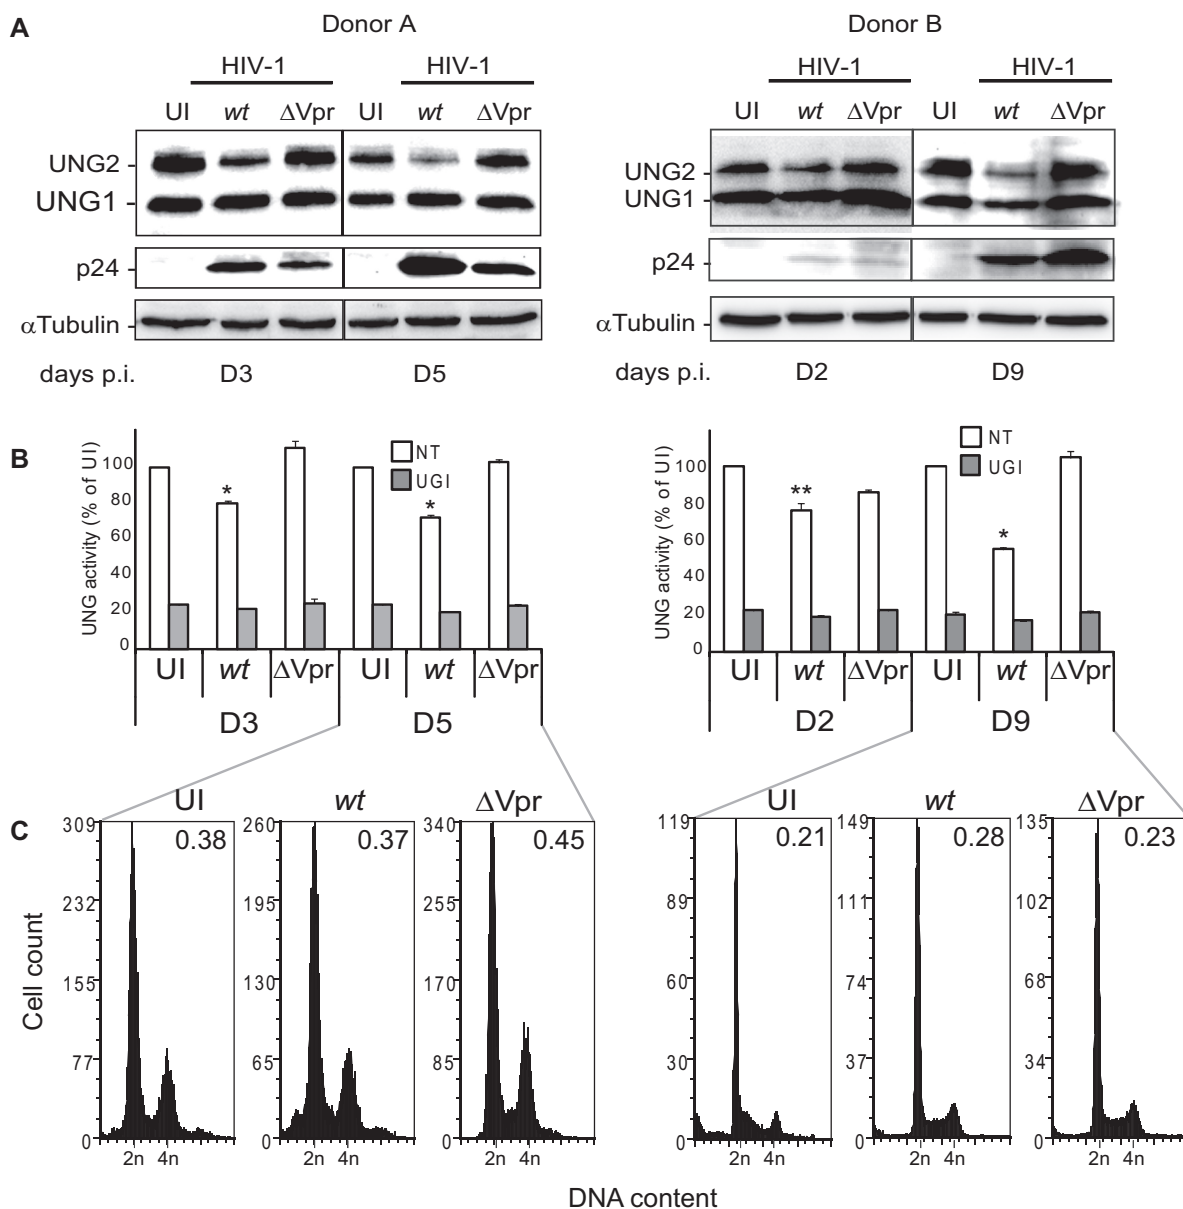 A
Donor A
Donor B
HIV-1
HIV-1
HIV-1
HIV-1
UI wt ΔVpr UI wt ΔVpr
UI wt ΔVpr UI wt ΔVpr
UNG2 -
UNG1 -
p24 -
αTubulin -
days p.i. D3 D5
UNG2 -
UNG1 -
p24 -
αTubulin -
days p.i. D2 D9
B
UNG activity (% of UI)
100
80
60
40
20
0
* *
NT
UGI
UI wt ΔVpr UI wt ΔVpr
D3 D5
UNG activity (% of UI)
100
80
60
40
20
0
** *
NT
UGI
UI wt ΔVpr UI wt ΔVpr
D2 D9
C
Cell count
UI
0.38
309
232
155
77
0
2n 4n
wt
0.37
260
195
130
65
0
2n 4n
ΔVpr
0.45
340
255
170
85
0
2n 4n
UI
0.21
119
89
60
30
0
2n 4n
wt
0.28
149
111
74
37
0
2n 4n
ΔVpr
0.23
135
102
68
34
0
2n 4n
DNA content